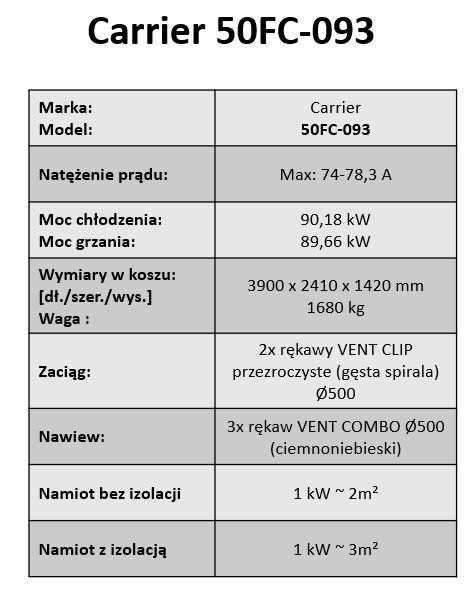 Carrier 50FC-093
Marka: Carrier
Model: 50FC-093
Natężenie prądu: Max: 74-78,3 A
Moc chłodzenia: 90,18 kW
Moc grzania: 89,66 kW
Wymiary w koszu:
[dł./szer./wys.] 3900 x 2410 x 1420 mm
Waga : 1680 kg
Zaciąg: 2x rękawy VENT CLIP
przezroczyste (gęsta spirala)
Ø500
Nawiew: 3x rękaw VENT COMBO Ø500
(ciemnoniebieski)
Namiot bez izolacji 1 kW ~ 2m²
Namiot z izolacją 1 kW ~ 3m²